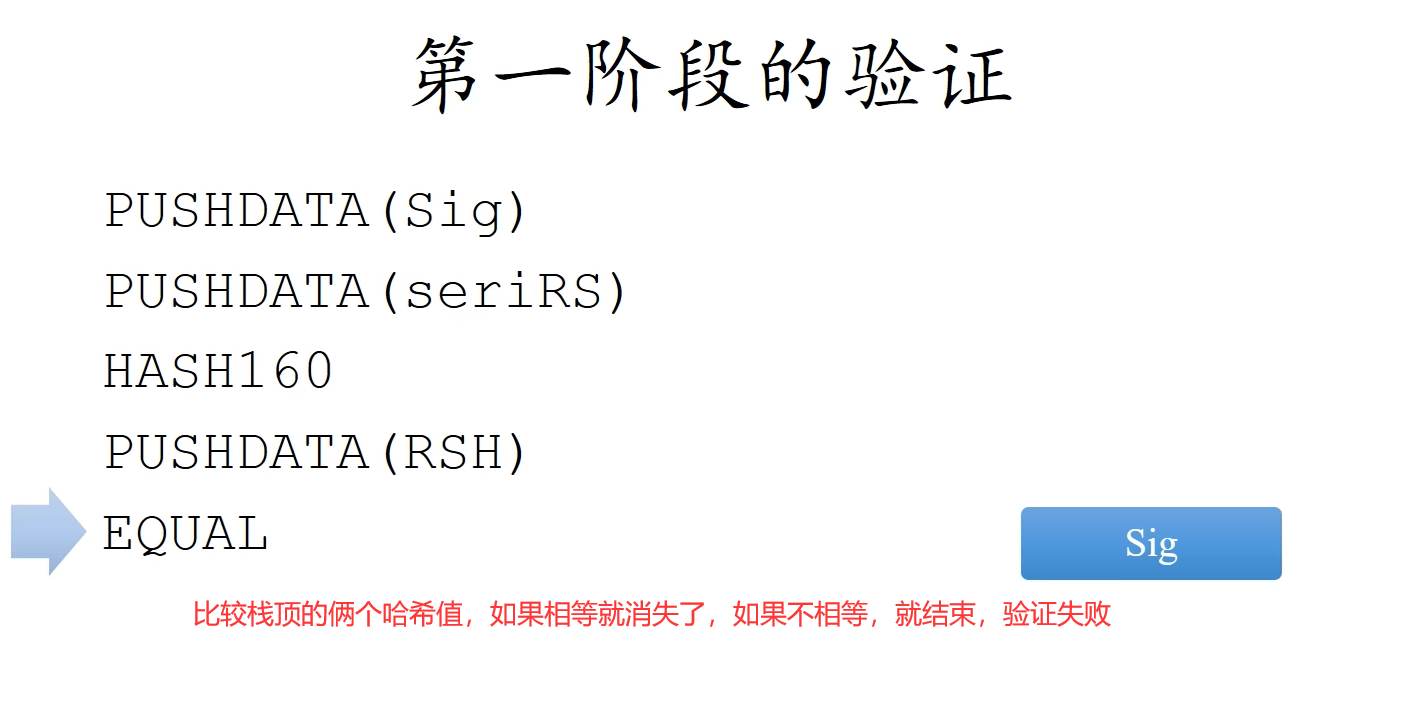 第一阶段的验证
PUSHDATA(Sig)
PUSHDATA(seriRS)
HASH160
PUSHDATA(RSH)
EQUAL
Sig
比较栈顶的俩个哈希值，如果相等就消失了，如果不相等，就结束，验证失败